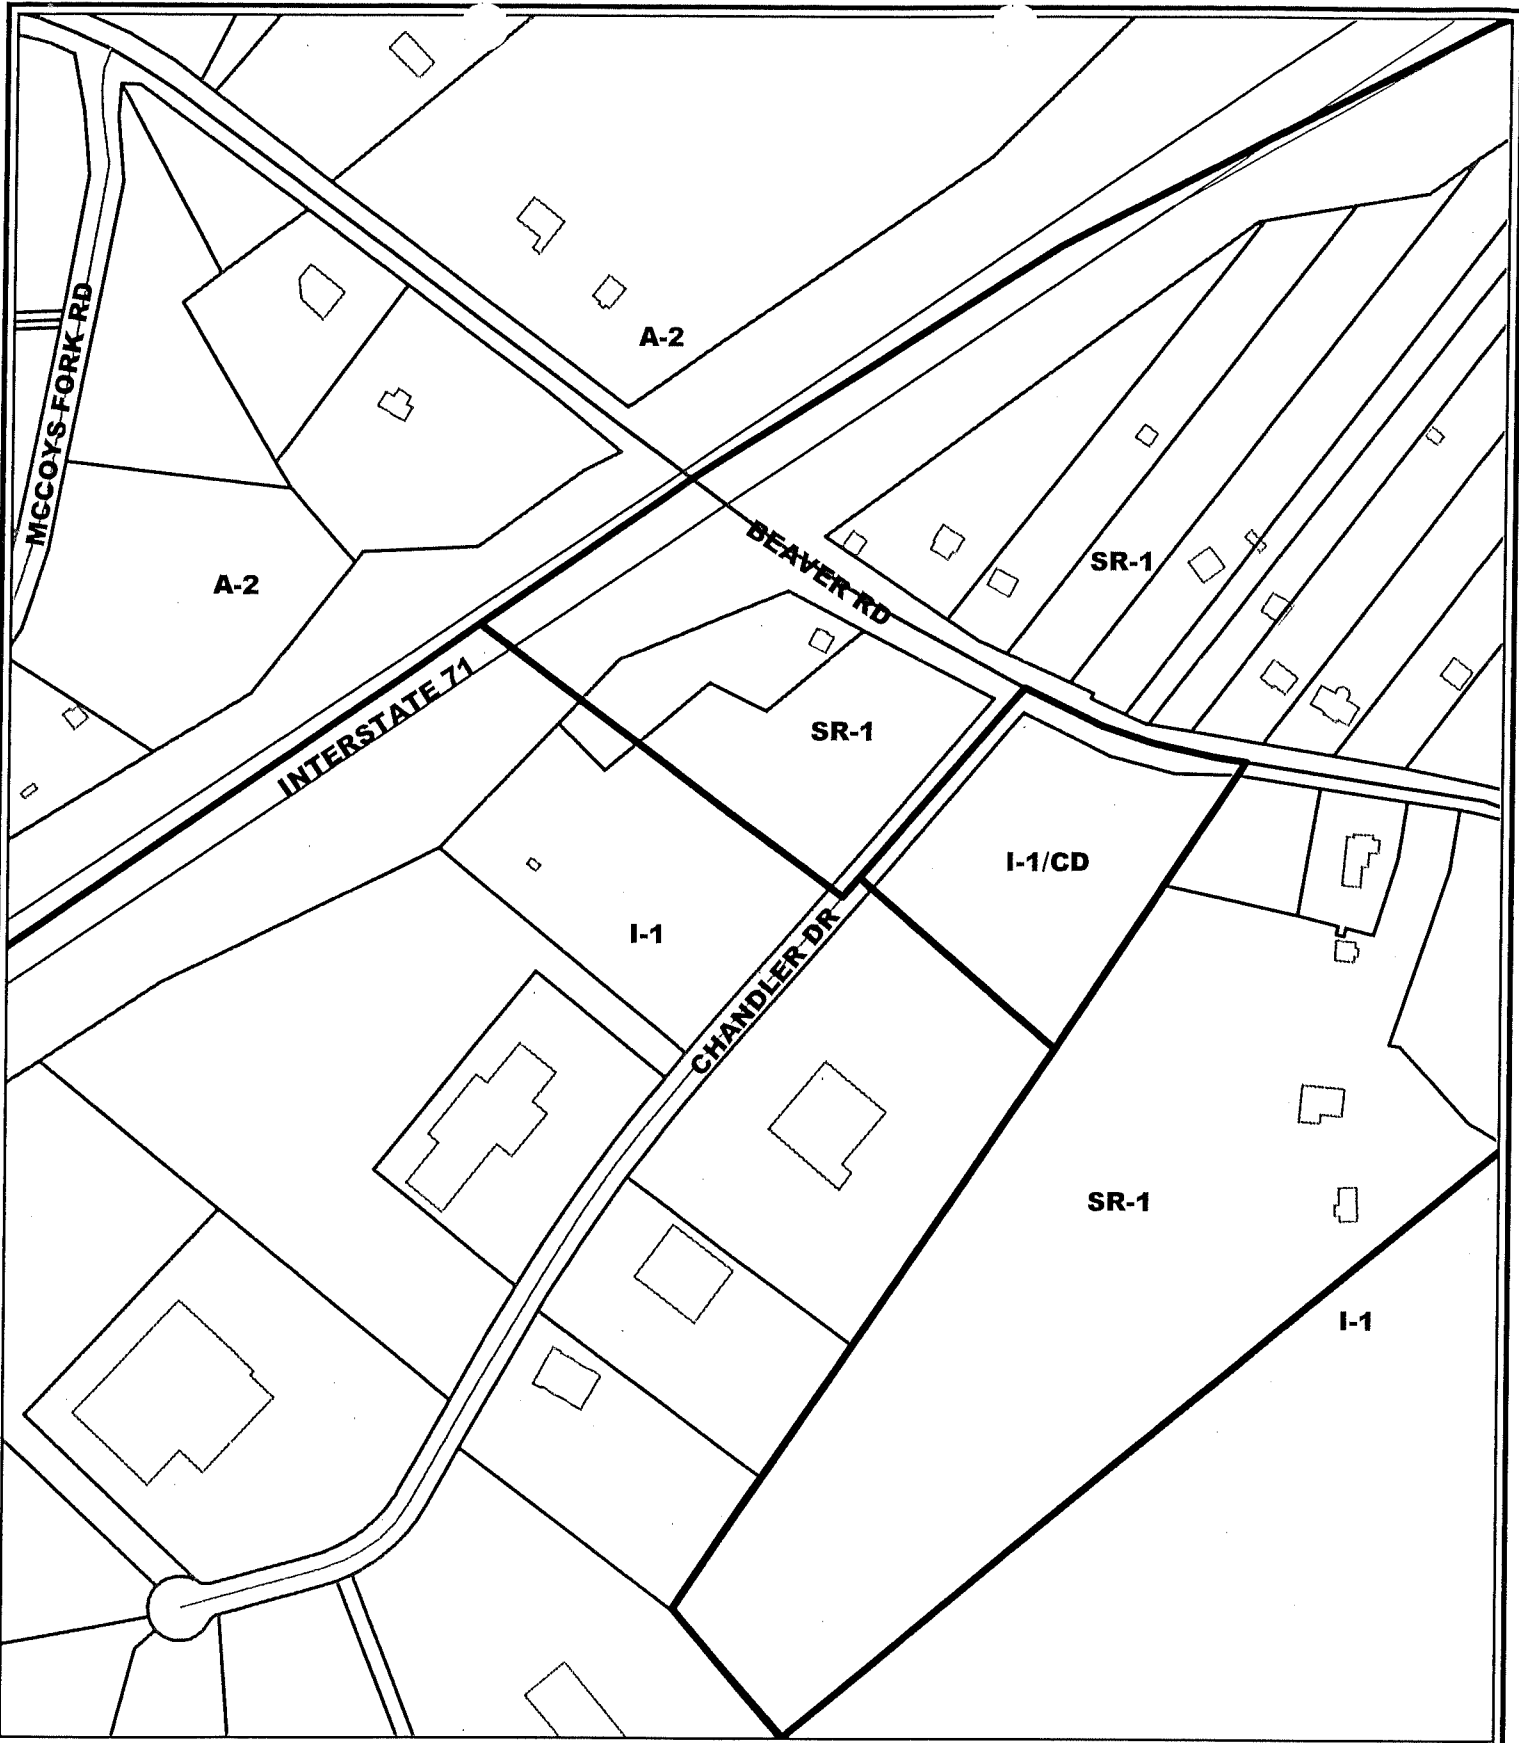 A-2
MCCOYS FORK RD
BEAVER RD
SR-1
A-2
INTERSTATE 71
SR-1
I-1/CD
I-1
CHANDLER DR
SR-1
I-1